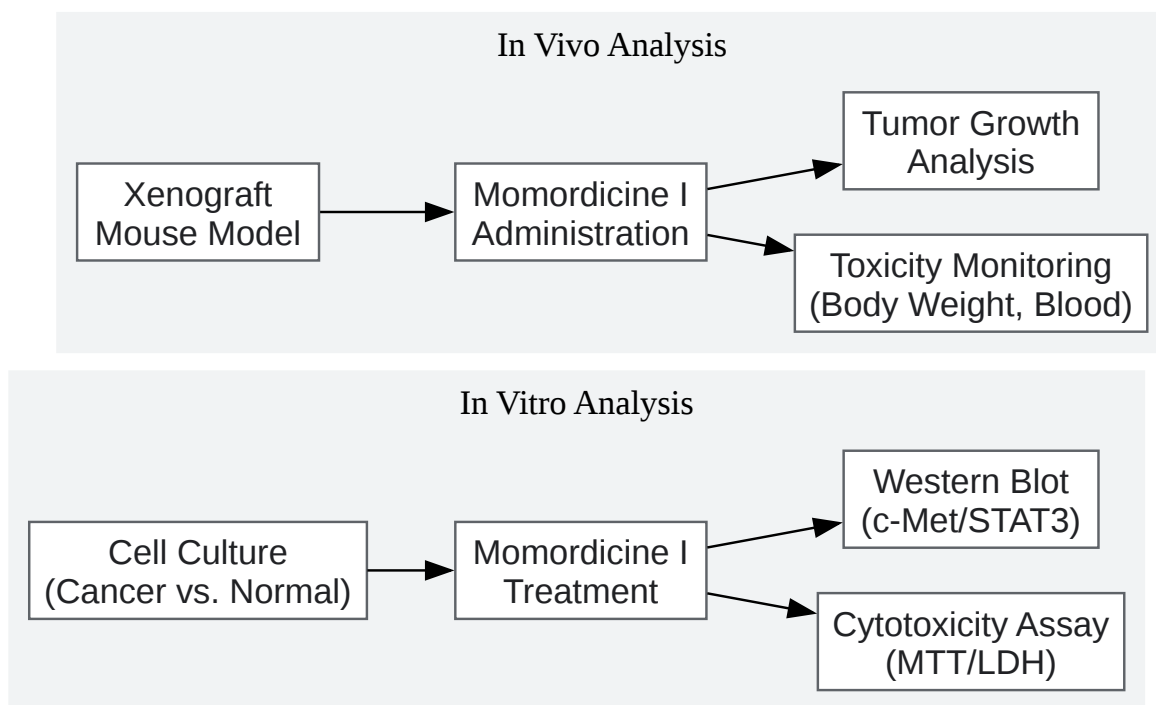 In Vivo Analysis
Xenograft
Mouse Model
Momordicine I
Administration
Tumor Growth
Analysis
Toxicity Monitoring
(Body Weight, Blood)
In Vitro Analysis
Cell Culture
(Cancer vs. Normal)
Momordicine I
Treatment
Western Blot
(c-Met/STAT3)
Cytotoxicity Assay
(MTT/LDH)